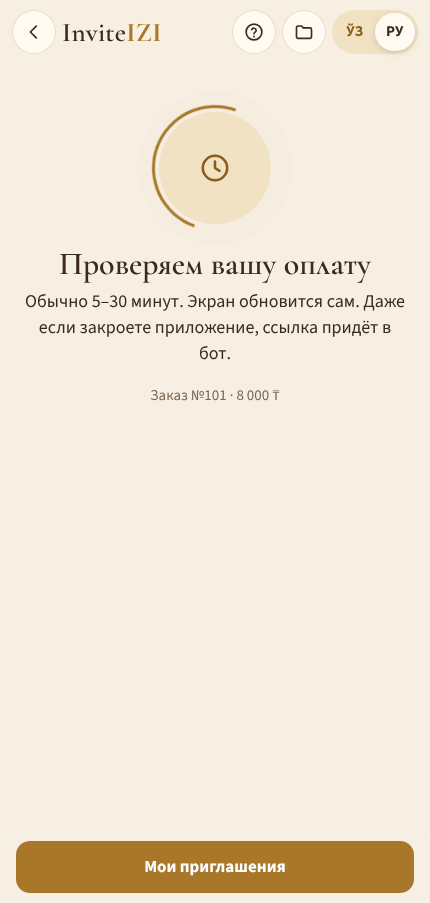 InviteIZI
ЎЗ
РУ
Проверяем вашу оплату
Обычно 5–30 минут. Экран обновится сам. Даже
если закроете приложение, ссылка придёт в
бот.
Заказ №101 · 8 000 ₸
Мои приглашения